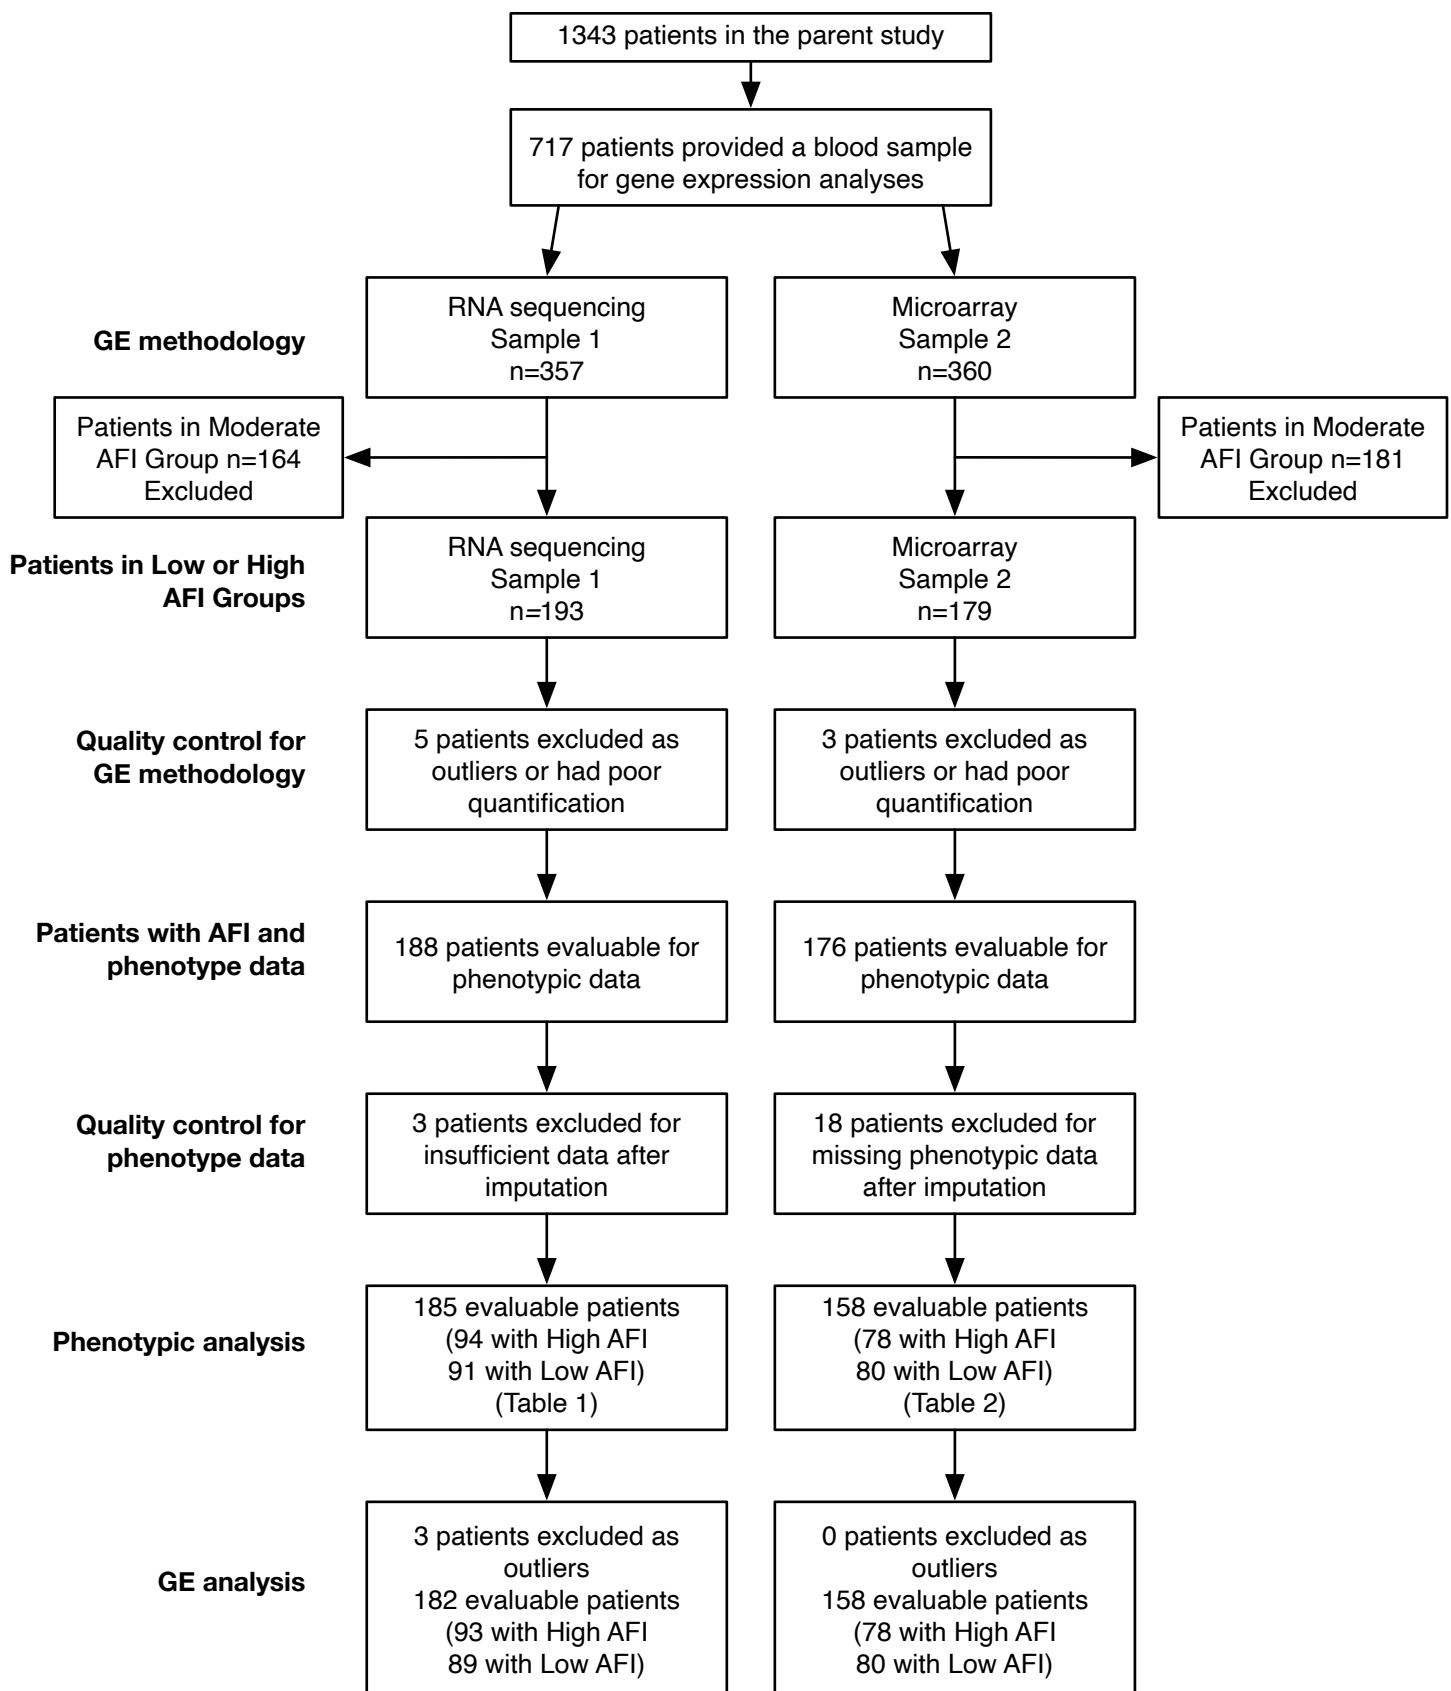 1343 patients in the parent study
717 patients provided a blood sample
for gene expression analyses
GE methodology
RNA sequencing
Sample 1
n=357
Microarray
Sample 2
n=360
Patients in Moderate
AFI Group n=164
Excluded
Patients in Moderate
AFI Group n=181
Excluded
Patients in Low or High
AFI Groups
RNA sequencing
Sample 1
n=193
Microarray
Sample 2
n=179
Quality control for
GE methodology
5 patients excluded as
outliers or had poor
quantification
3 patients excluded as
outliers or had poor
quantification
Patients with AFI and
phenotype data
188 patients evaluable for
phenotypic data
176 patients evaluable for
phenotypic data
Quality control for
phenotype data
3 patients excluded for
insufficient data after
imputation
18 patients excluded for
missing phenotypic data
after imputation
Phenotypic analysis
185 evaluable patients
(94 with High AFI
91 with Low AFI)
(Table 1)
158 evaluable patients
(78 with High AFI
80 with Low AFI)
(Table 2)
GE analysis
3 patients excluded as
outliers
182 evaluable patients
(93 with High AFI
89 with Low AFI)
0 patients excluded as
outliers
158 evaluable patients
(78 with High AFI
80 with Low AFI)